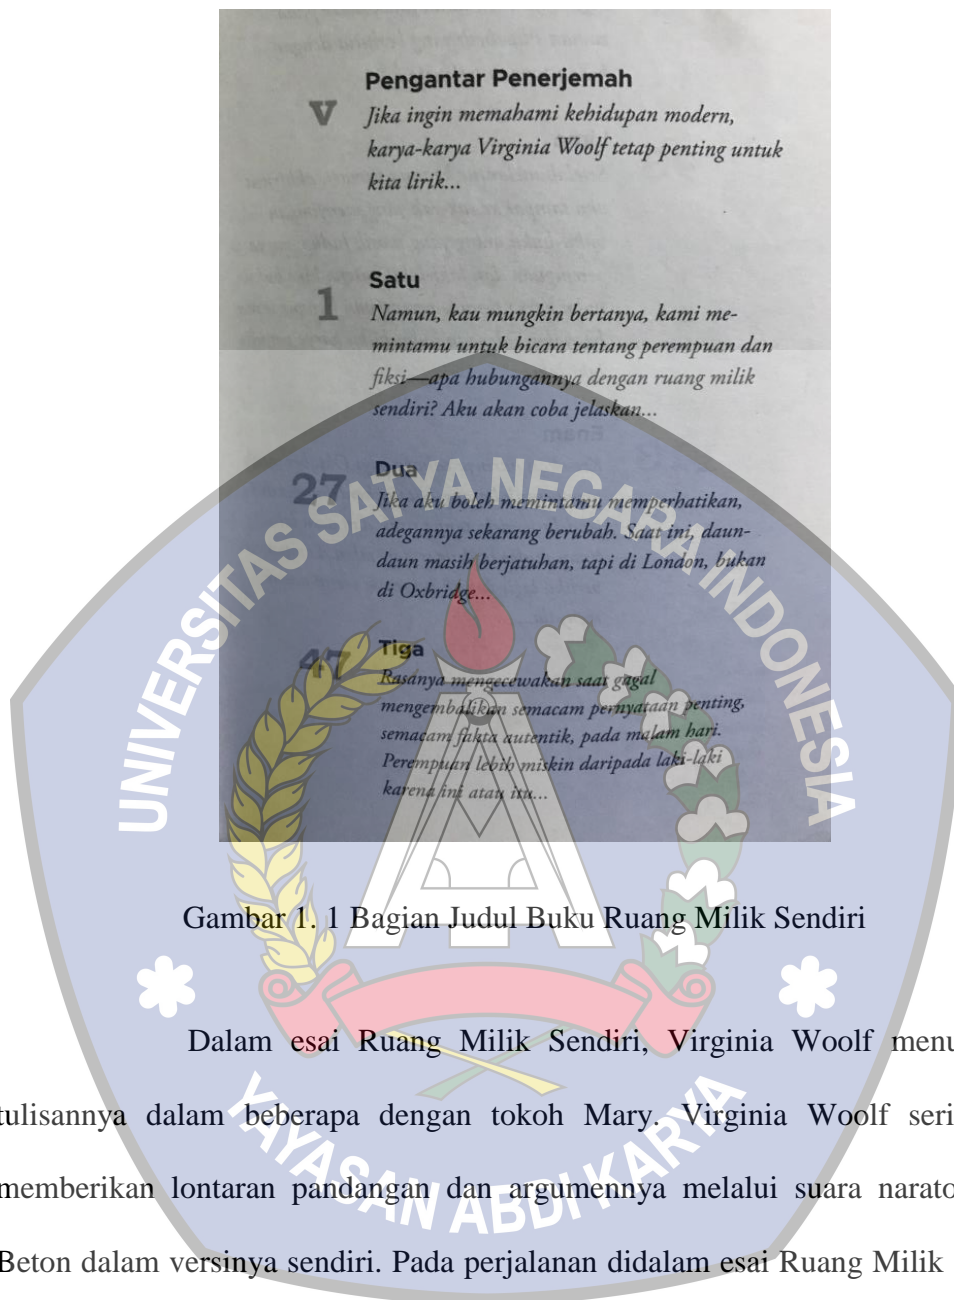 Pengantar Penerjemah
v
Jika ingin memahami kehidupan modern,
karya-karya Virginia Woolf tetap penting untuk
kita lirik...
Satu
1
Namun, kau mungkin bertanya, kami me-
mintamu untuk bicara tentang perempuan dan
fiksi—apa hubungannya dengan ruang milik
sendiri? Aku akan coba jelaskan...
Dua
27
Jika aku boleh memintamu memperhatikan,
adegannya sekarang berubah. Saat ini, daun-
daun masih berjatuhan, tapi di London, bukan
di Oxbridge...
Tiga
47
Rasanya mengecewakan saat gagal
mengembalikan semacam pernyataan penting,
semacam fakta autentik, pada malam hari.
Perempuan lebih miskin daripada laki-laki
karena ini atau itu...
UNIVERSITAS SATYA NEGARA INDONESIA
Gambar 1. 1 Bagian Judul Buku Ruang Milik Sendiri
Dalam esai Ruang Milik Sendiri, Virginia Woolf menu
tulisannya dalam beberapa dengan tokoh Mary. Virginia Woolf seri
memberikan lontaran pandangan dan argumennya melalui suara narato
Beton dalam versinya sendiri. Pada perjalanan didalam esai Ruang Milik
YAYASAN ABDI KARYA